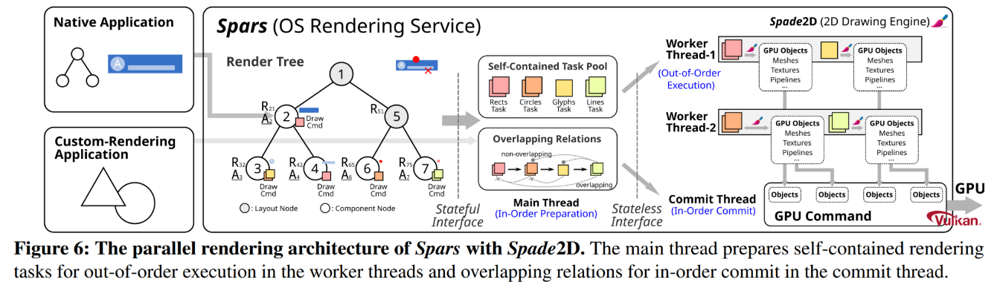 Native Application
A
Custom-Rendering
Application
Spars (OS Rendering Service)
Render Tree
A
1
R21
A2
2
Draw
Cmd
R51
5
R32
A3
3
Draw
Cmd
R42
A4
4
Draw
Cmd
R65
A6
6
Draw
Cmd
R75
A7
7
Draw
Cmd
: Layout Node
: Component Node
Stateful
Interface
Self-Contained Task Pool
Rects
Task
Circles
Task
Glyphs
Task
Lines
Task
Overlapping Relations
non-overlapping
overlapping
Main Thread
(In-Order Preparation)
Stateless
Interface
Spade2D (2D Drawing Engine)
Worker
Thread-1
(Out-of-Order
Execution)
GPU Objects
Meshes
Textures
Pipelines
...
GPU Objects
Meshes
Textures
Pipelines
...
Worker
Thread-2
GPU Objects
Meshes
Textures
Pipelines
...
GPU Objects
Meshes
Textures
Pipelines
...
Commit Thread
(In-Order Commit)
Objects
Objects
Objects
Objects
GPU Command
GPU
Vulkan
Figure 6: The parallel rendering architecture of Spars with Spade2D. The main thread prepares self-contained rendering
tasks for out-of-order execution in the worker threads and overlapping relations for in-order commit in the commit thread.